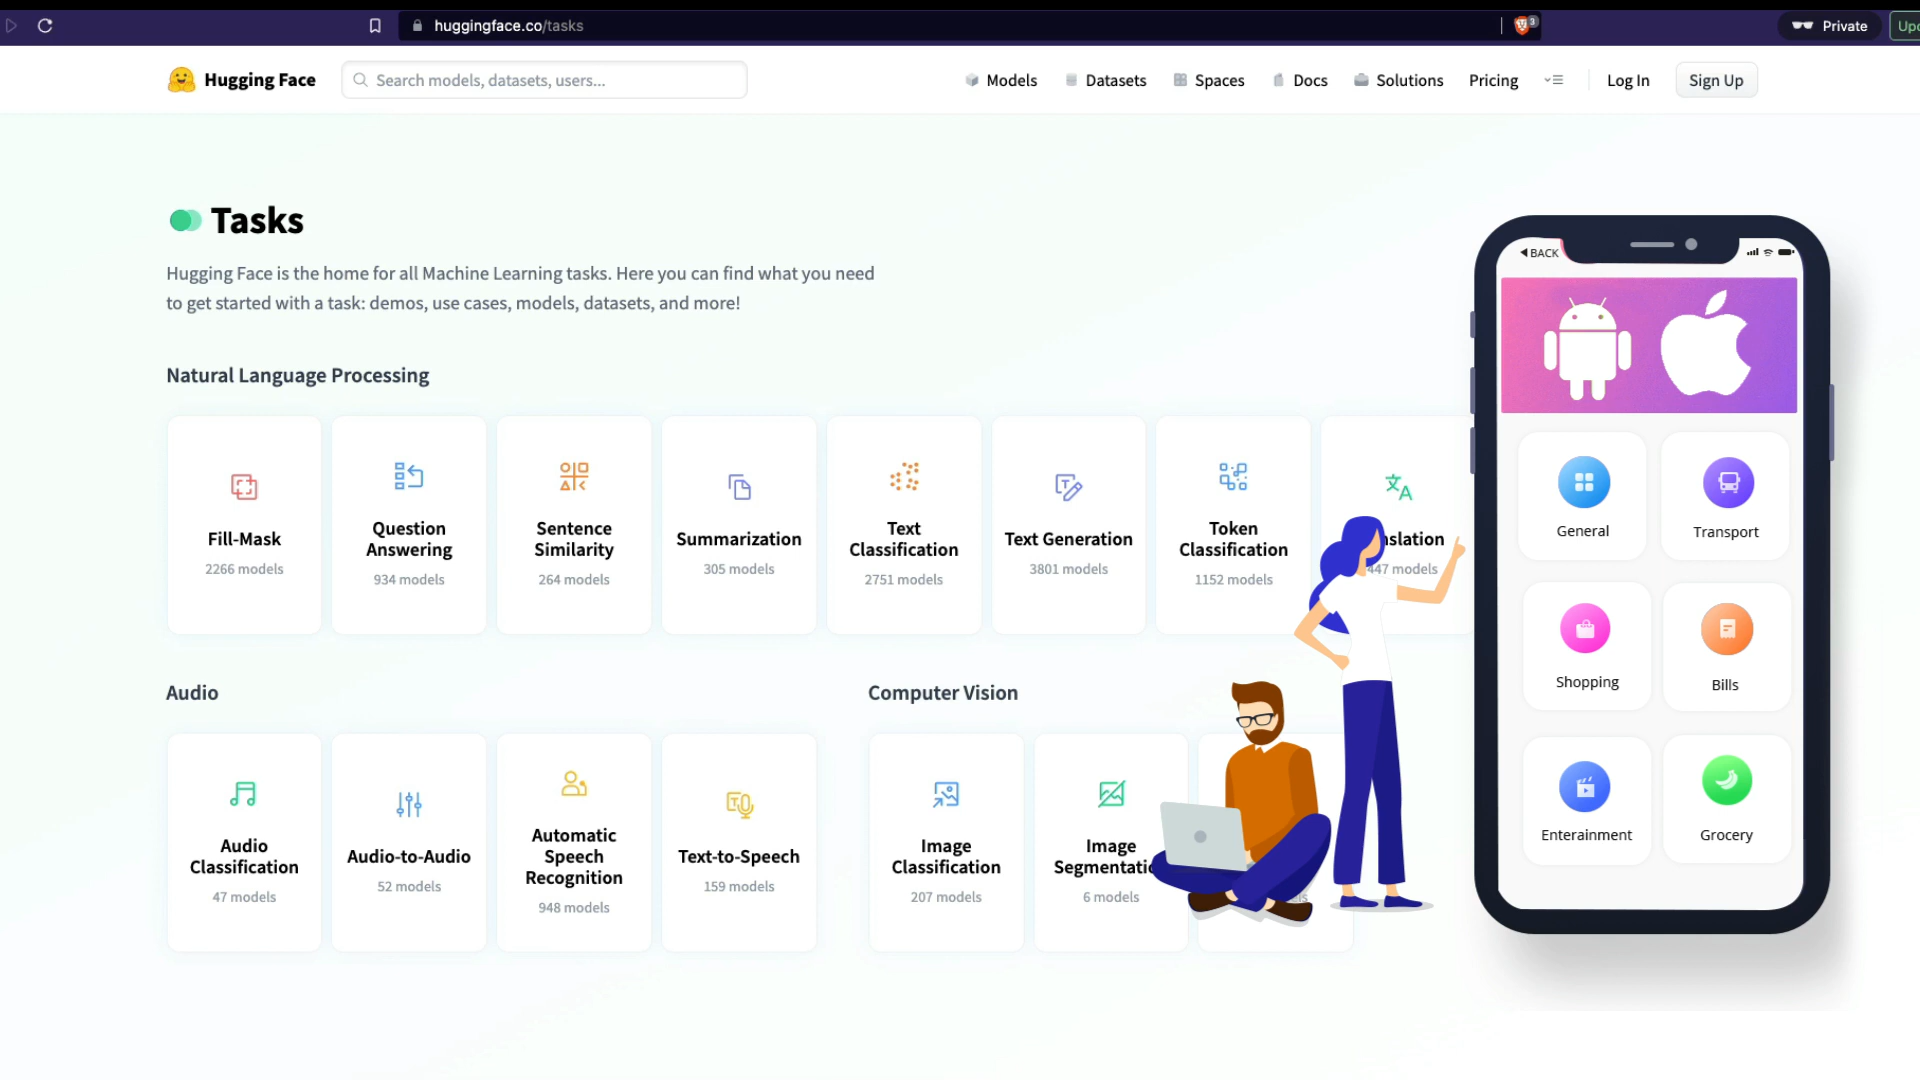 huggingface.co/tasks
3
Private
Hugging Face
Search models, datasets, users...
Models
Datasets
Spaces
Docs
Solutions
Pricing
Log In
Sign Up
Tasks
Hugging Face is the home for all Machine Learning tasks. Here you can find what you need
to get started with a task: demos, use cases, models, datasets, and more!
Natural Language Processing
Fill-Mask
2266 models
Question
Answering
934 models
Sentence
Similarity
264 models
Summarization
305 models
Text
Classification
2751 models
Text Generation
3801 models
Token
Classification
1152 models
nslation
447 models
Audio
Audio
Classification
47 models
Audio-to-Audio
52 models
Automatic
Speech
Recognition
948 models
Text-to-Speech
159 models
Computer Vision
Image
Classification
207 models
Image
Segmentatio
6 models
BACK
General
Transport
Shopping
Bills
Enterainment
Grocery